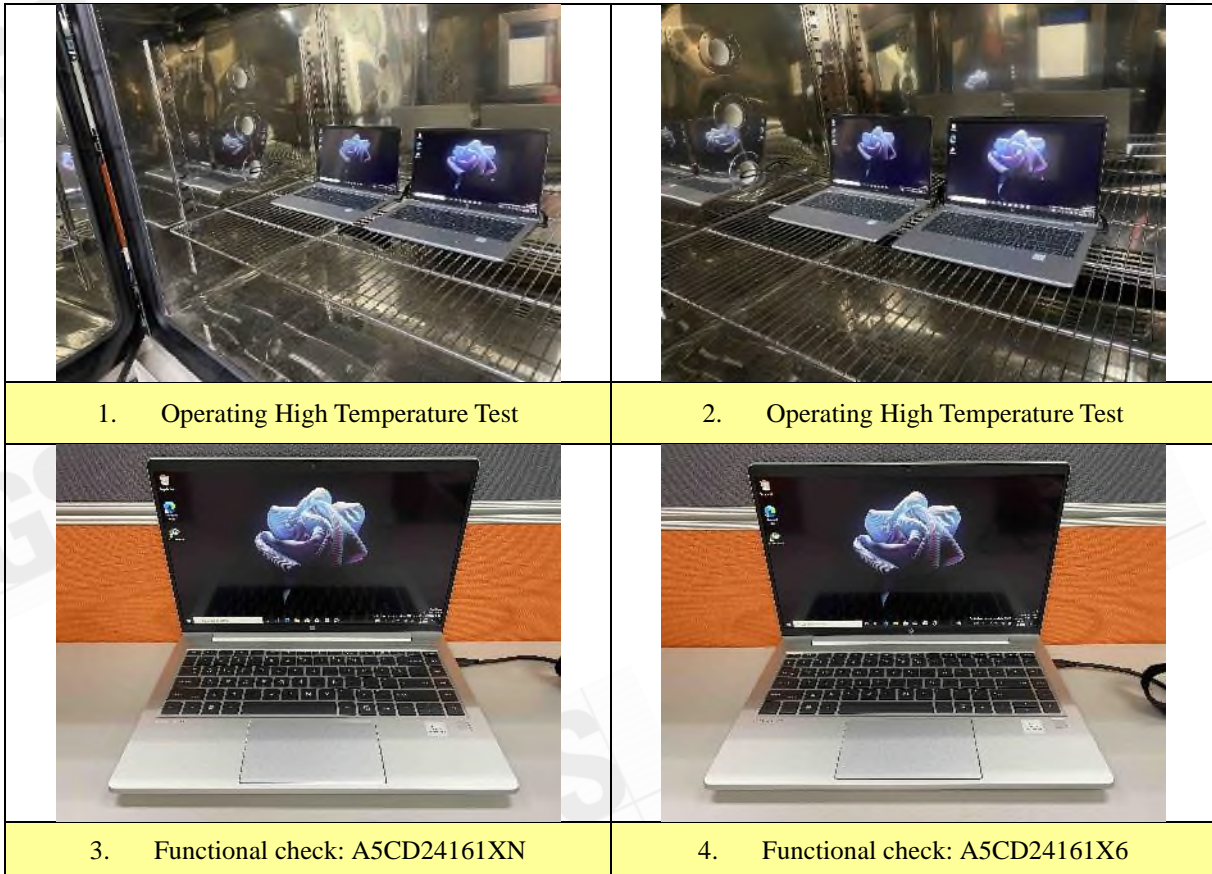 1. Operating High Temperature Test
2. Operating High Temperature Test
3. Functional check: A5CD24161XN
4. Functional check: A5CD24161X6